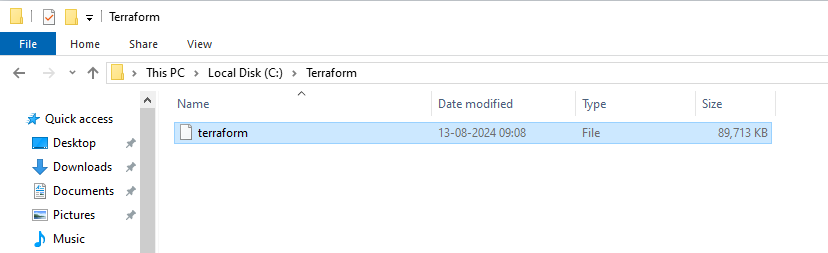 Terraform
File Home Share View
This PC Local Disk (C:) Terraform
Name Date modified Type Size
Quick access
terraform 13-08-2024 09:08 File 89,713 KB
Desktop
Downloads
Documents
Pictures
Music